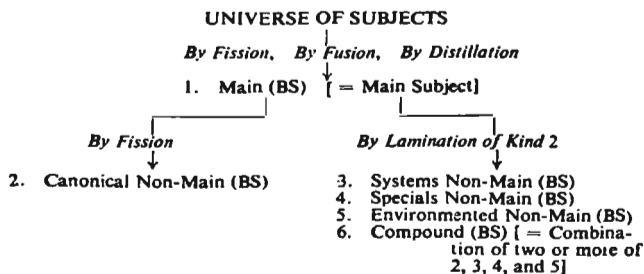 UNIVERSE OF SUBJECTS
By Fission, By Fusion, By Distillation
1. Main (BS) [ = Main Subject]
By Fission
By Lamination of Kind 2
2. Canonical Non-Main (BS)
3. Systems Non-Main (BS)
4. Specials Non-Main (BS)
5. Environmented Non-Main (BS)
6. Compound (BS) [ = Combina-
tion of two or more of
2, 3, 4, and 5]